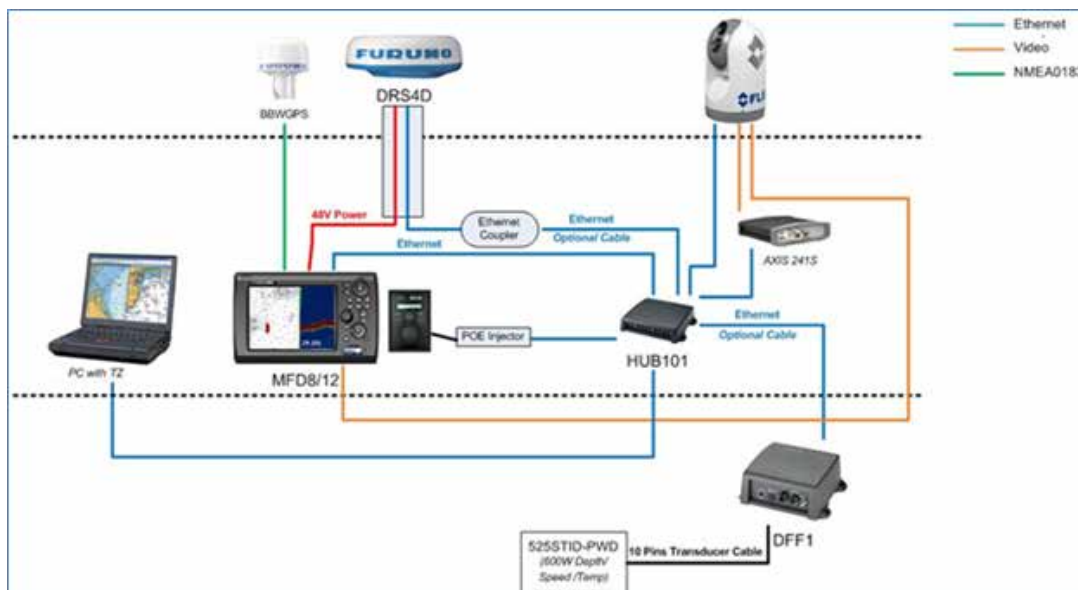 Ethernet
Video
NMEA0183
FURUNO
DRS4D
BBWGPS
FLI
48V Power
Ethernet
Coupler
Ethernet
Optional Cable
Ethernet
AXIS 241S
POE Injector
Ethernet
Optional Cable
HUB101
PC with TZ
MFD8/12
525STID-PWD
(600W Depth/
Speed /Temp)
10 Pins Transducer Cable
DFF1